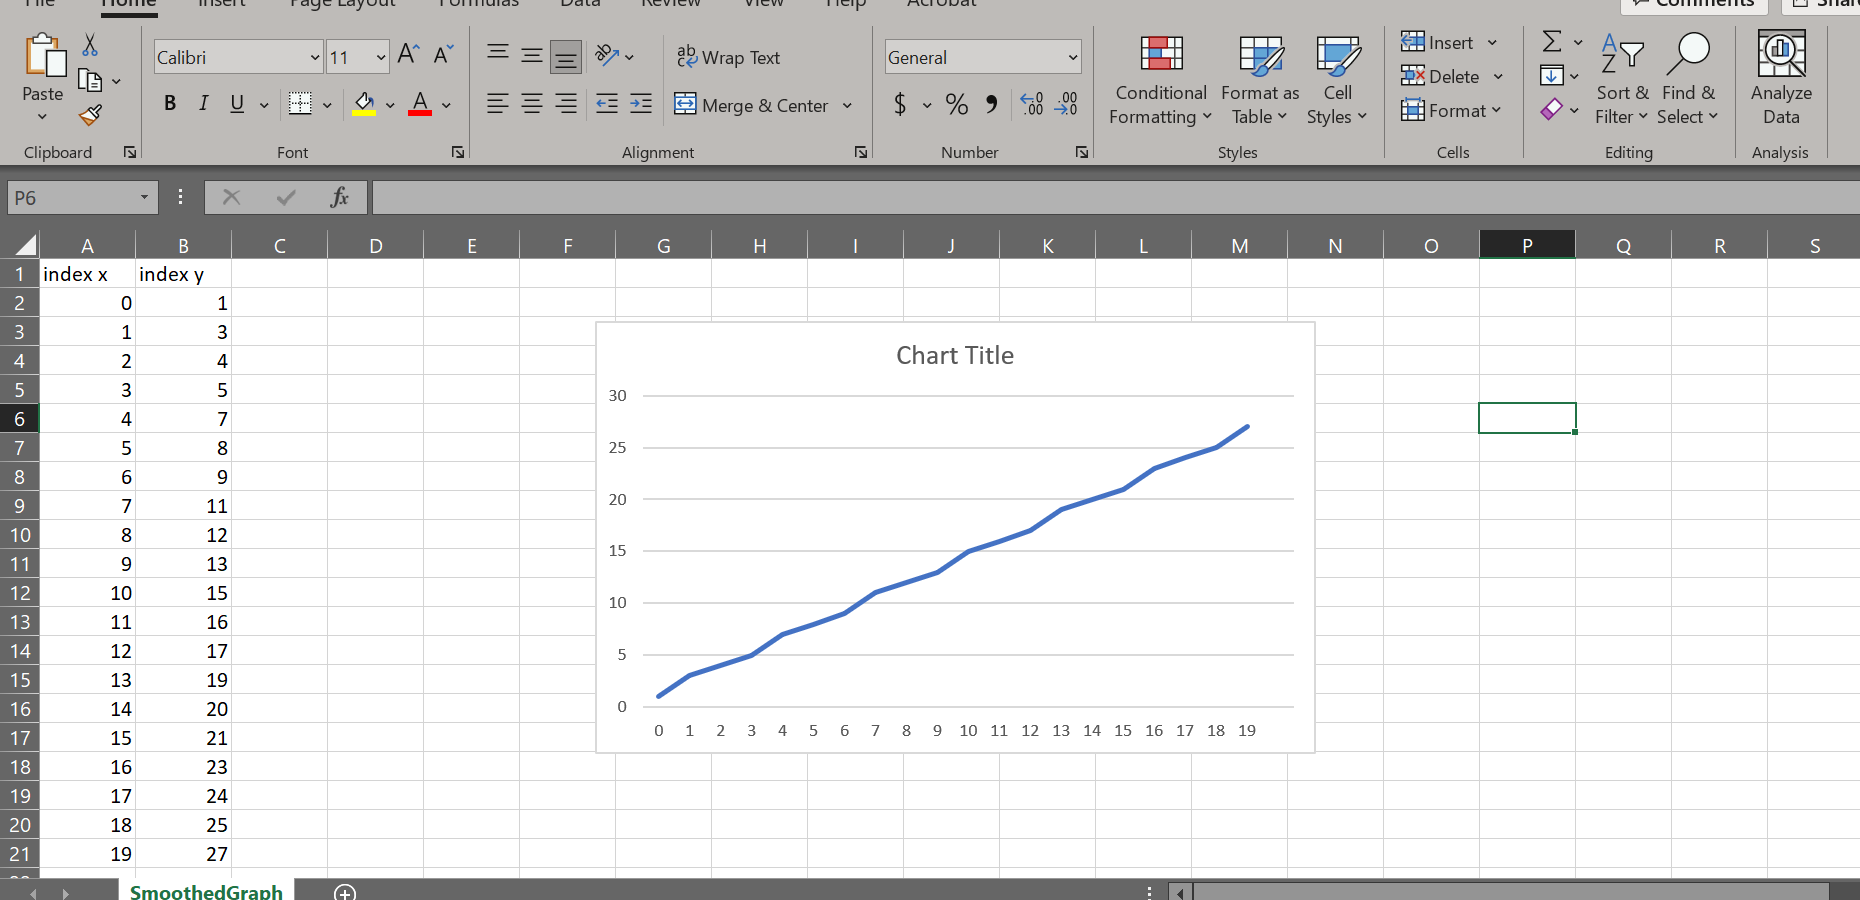 File Home Insert Page Layout Formulas Data Review View Help Acrobat Comments Share
Calibri 11 ab Wrap Text General Insert
Paste Conditional Format as Cell Delete Sort & Find & Analyze
B I U A Merge & Center $ % Formatting Table Styles Format Filter Select Data
Clipboard Font Alignment Number Styles Cells Editing Analysis
P6 fx
A B C D E F G H I J K L M N O P Q R S
1 index x index y
2 0 1
3 1 3
4 2 4
5 3 5
6 4 7
7 5 8
8 6 9
9 7 11
10 8 12
11 9 13
12 10 15
13 11 16
14 12 17
15 13 19
16 14 20
17 15 21
18 16 23
19 17 24
20 18 25
21 19 27
Chart Title
30
25
20
15
10
5
0
0 1 2 3 4 5 6 7 8 9 10 11 12 13 14 15 16 17 18 19
SmoothedGraph